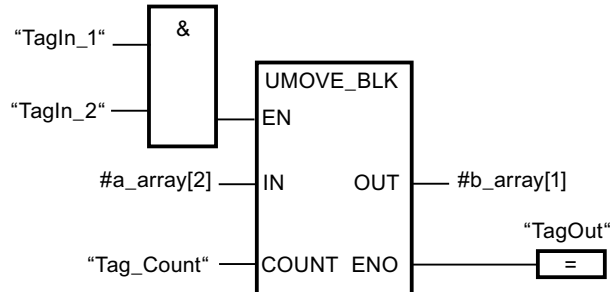 “TagIn_1“
&
“TagIn_2“
UMOVE_BLK
EN
#a_array[2] IN OUT #b_array[1]
“TagOut“
“Tag_Count“ COUNT ENO =